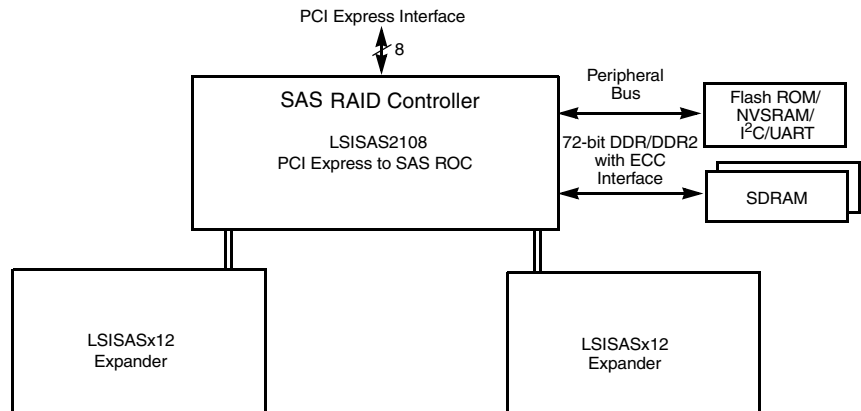 PCI Express Interface
8
SAS RAID Controller
LSISAS2108
PCI Express to SAS ROC
Peripheral
Bus
Flash ROM/
NVSRAM/
I²C/UART
72-bit DDR/DDR2
with ECC
Interface
SDRAM
LSISASx12
Expander
LSISASx12
Expander